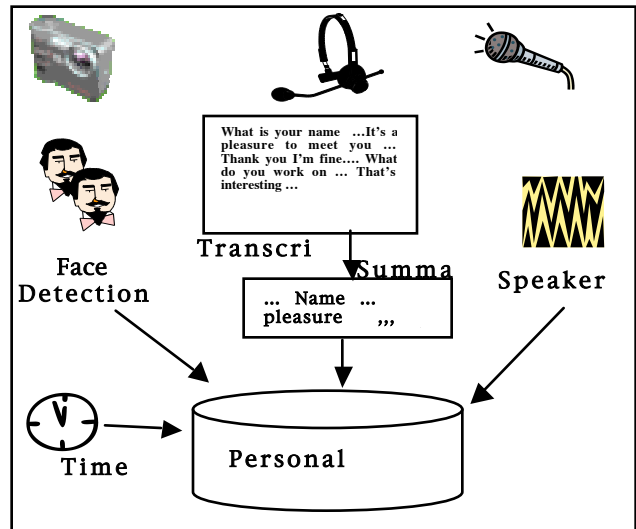 What is your name …It's a
pleasure to meet you …
Thank you I'm fine.... What
do you work on … That's
interesting …
Transcri
Summa
Face
Detection
... Name ...
pleasure ,,,
Speaker
Time
Personal